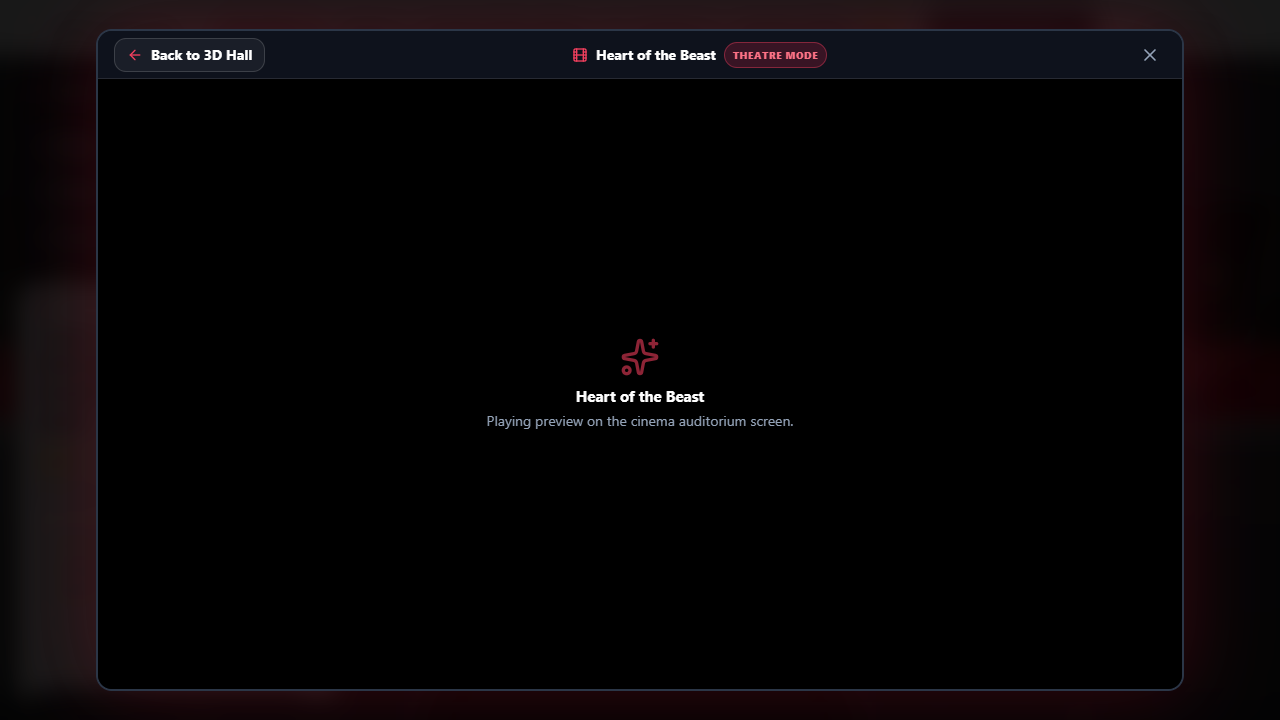 Back to 3D Hall
Heart of the Beast
THEATRE MODE
Heart of the Beast
Playing preview on the cinema auditorium screen.